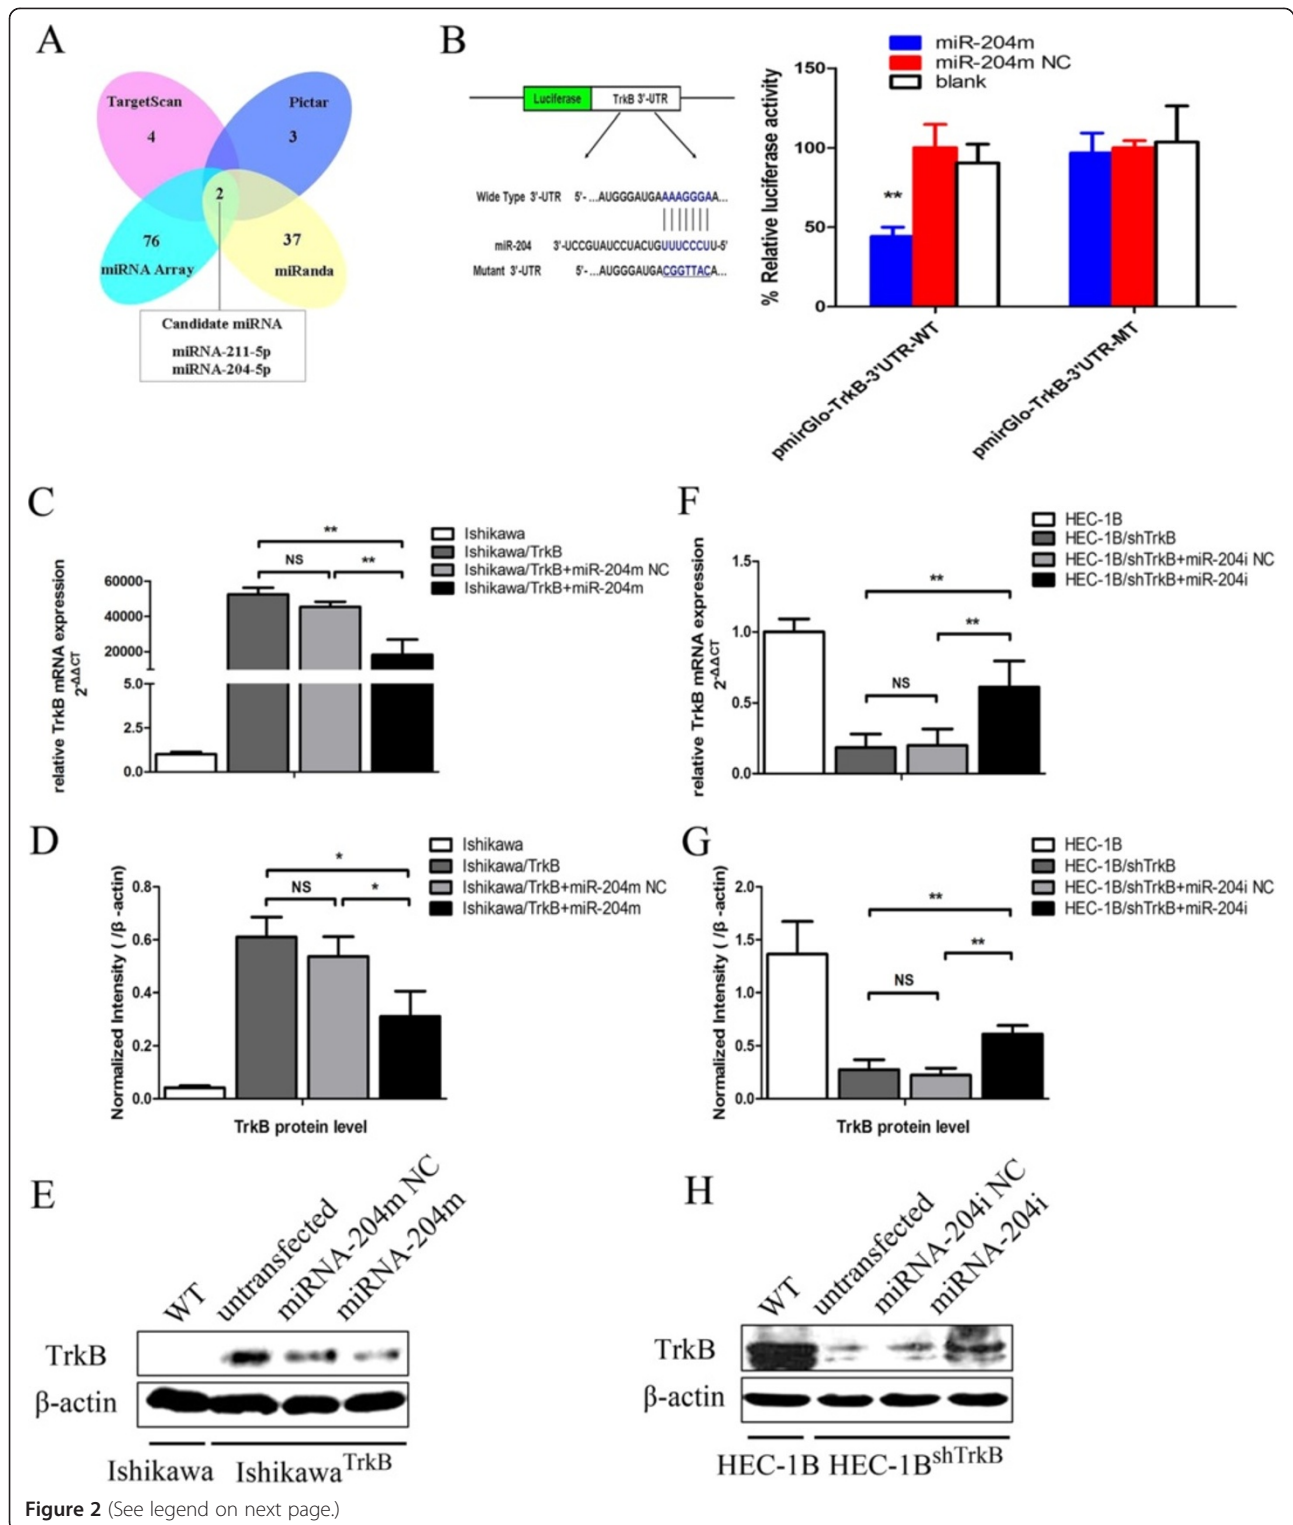 A
TargetScan
4
Pictar
3
2
76
miRNA Array
37
miRanda
Candidate miRNA
miRNA-211-5p
miRNA-204-5p
B
Luciferase
TrkB 3'-UTR
Wide Type 3'-UTR 5'- ...AUGGGAUGAAAAGGGAA...
miR-204 3'-UCCGUAUCCUACUGUUUCCCUU-5'
Mutant 3'-UTR 5'- ...AUGGGAUGACGGTTACA...
miR-204m
miR-204m NC
blank
% Relative luciferase activity
150
100
50
0
**
pmirGlo-TrkB-3'UTR-WT
pmirGlo-TrkB-3'UTR-MT
C
Ishikawa
Ishikawa/TrkB
Ishikawa/TrkB+miR-204m NC
Ishikawa/TrkB+miR-204m
relative TrkB mRNA expression
2-ΔΔCT
60000
40000
20000
5.0
2.5
0.0
**
NS
**
F
HEC-1B
HEC-1B/shTrkB
HEC-1B/shTrkB+miR-204i NC
HEC-1B/shTrkB+miR-204i
relative TrkB mRNA expression
2-ΔΔCT
1.5
1.0
0.5
0.0
**
**
NS
D
Ishikawa
Ishikawa/TrkB
Ishikawa/TrkB+miR-204m NC
Ishikawa/TrkB+miR-204m
Normalized Intensity ( /β -actin)
0.8
0.6
0.4
0.2
0.0
*
NS
*
TrkB protein level
G
HEC-1B
HEC-1B/shTrkB
HEC-1B/shTrkB+miR-204i NC
HEC-1B/shTrkB+miR-204i
Normalized Intensity ( /β -actin)
2.0
1.5
1.0
0.5
0.0
**
**
NS
TrkB protein level
E
WT
untransfected
miRNA-204m NC
miRNA-204m
TrkB
β-actin
Ishikawa
IshikawaTrkB
H
WT
untransfected
miRNA-204i NC
miRNA-204i
TrkB
β-actin
HEC-1B
HEC-1BshTrkB
Figure 2 (See legend on next page.)